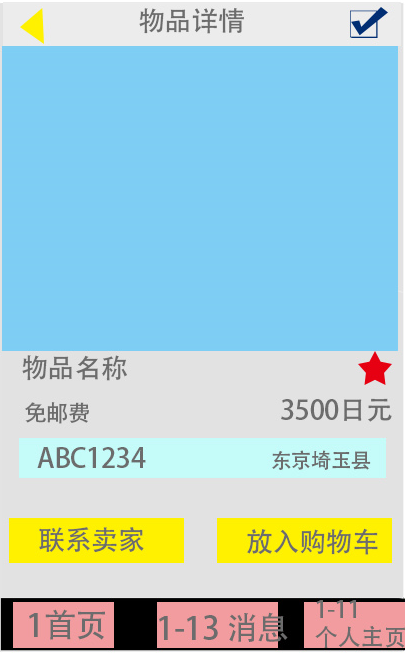 物品详情
物品名称
免邮费 3500日元
ABC1234 东京埼玉县
联系卖家 放入购物车
1首页 1-13 消息 1-11
个人主页